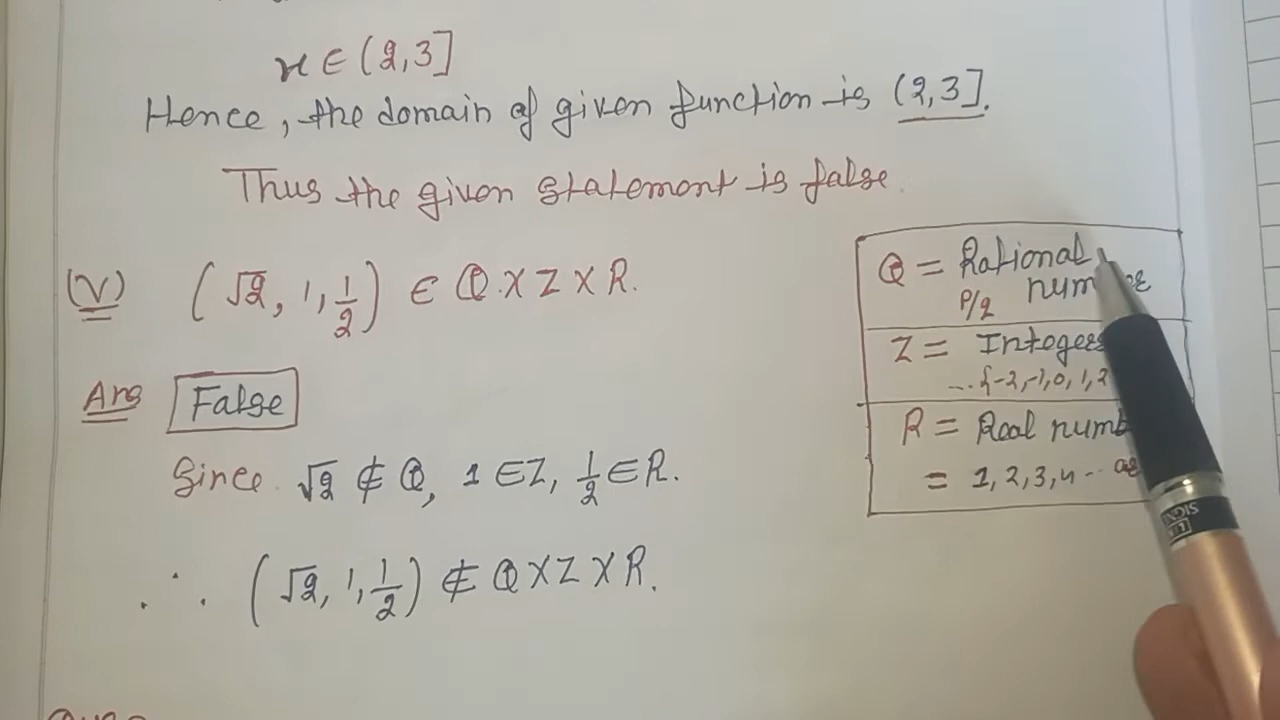 x ∈ (2,3]
Hence, the domain of given function is (2,3].
Thus the given statement is false.
(V) (√2, 1, 1/2) ∈ Q X Z X R.
Ans False
Since √2 ∉ Q, 1 ∈ Z, 1/2 ∈ R.
∴ (√2, 1, 1/2) ∉ Q X Z X R.
Q = Rational
P/q
Z = Integers
...{-2,-1,0,1,2
R = Real
= 1,2,3,4--